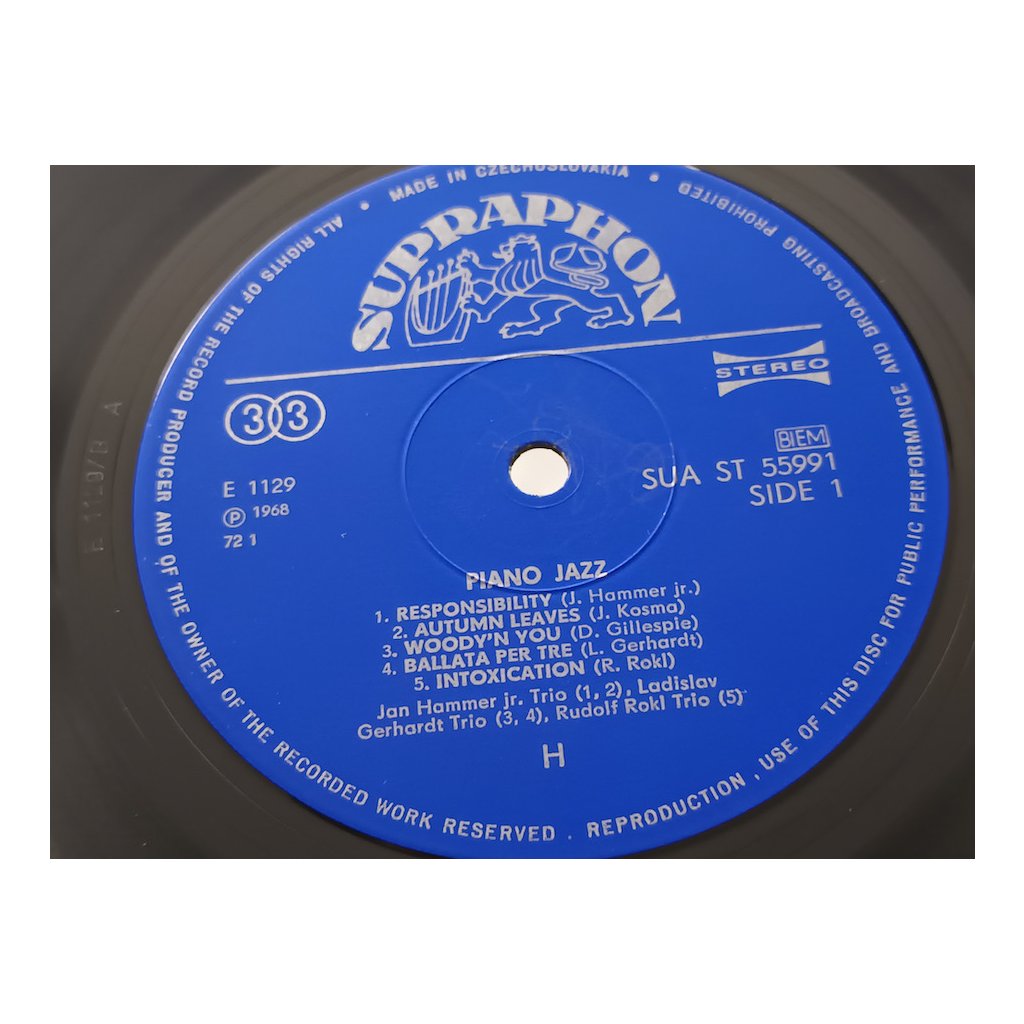 MADE IN CZECHOSLOVAKIA •
ALL RIGHTS OF THE RECORD PRODUCER AND OF THE OWNER OF THE RECORDED WORK RESERVED . REPRODUCTION , USE OF THIS DISC FOR PUBLIC PERFORMANCE AND BROADCASTING PROHIBITED
SUPRAPHON
STEREO
33
BIEM
E 1129
SUA ST 55991
Ⓟ 1968
SIDE 1
72 1
PIANO JAZZ
1. RESPONSIBILITY (J. Hammer jr.)
2. AUTUMN LEAVES (J. Kosma)
3. WOODY'N YOU (D. Gillespie)
4. BALLATA PER TRE (L. Gerhardt)
5. INTOXICATION (R. Rokl)
Jan Hammer jr. Trio (1, 2), Ladislav
Gerhardt Trio (3, 4), Rudolf Rokl Trio (5)
H